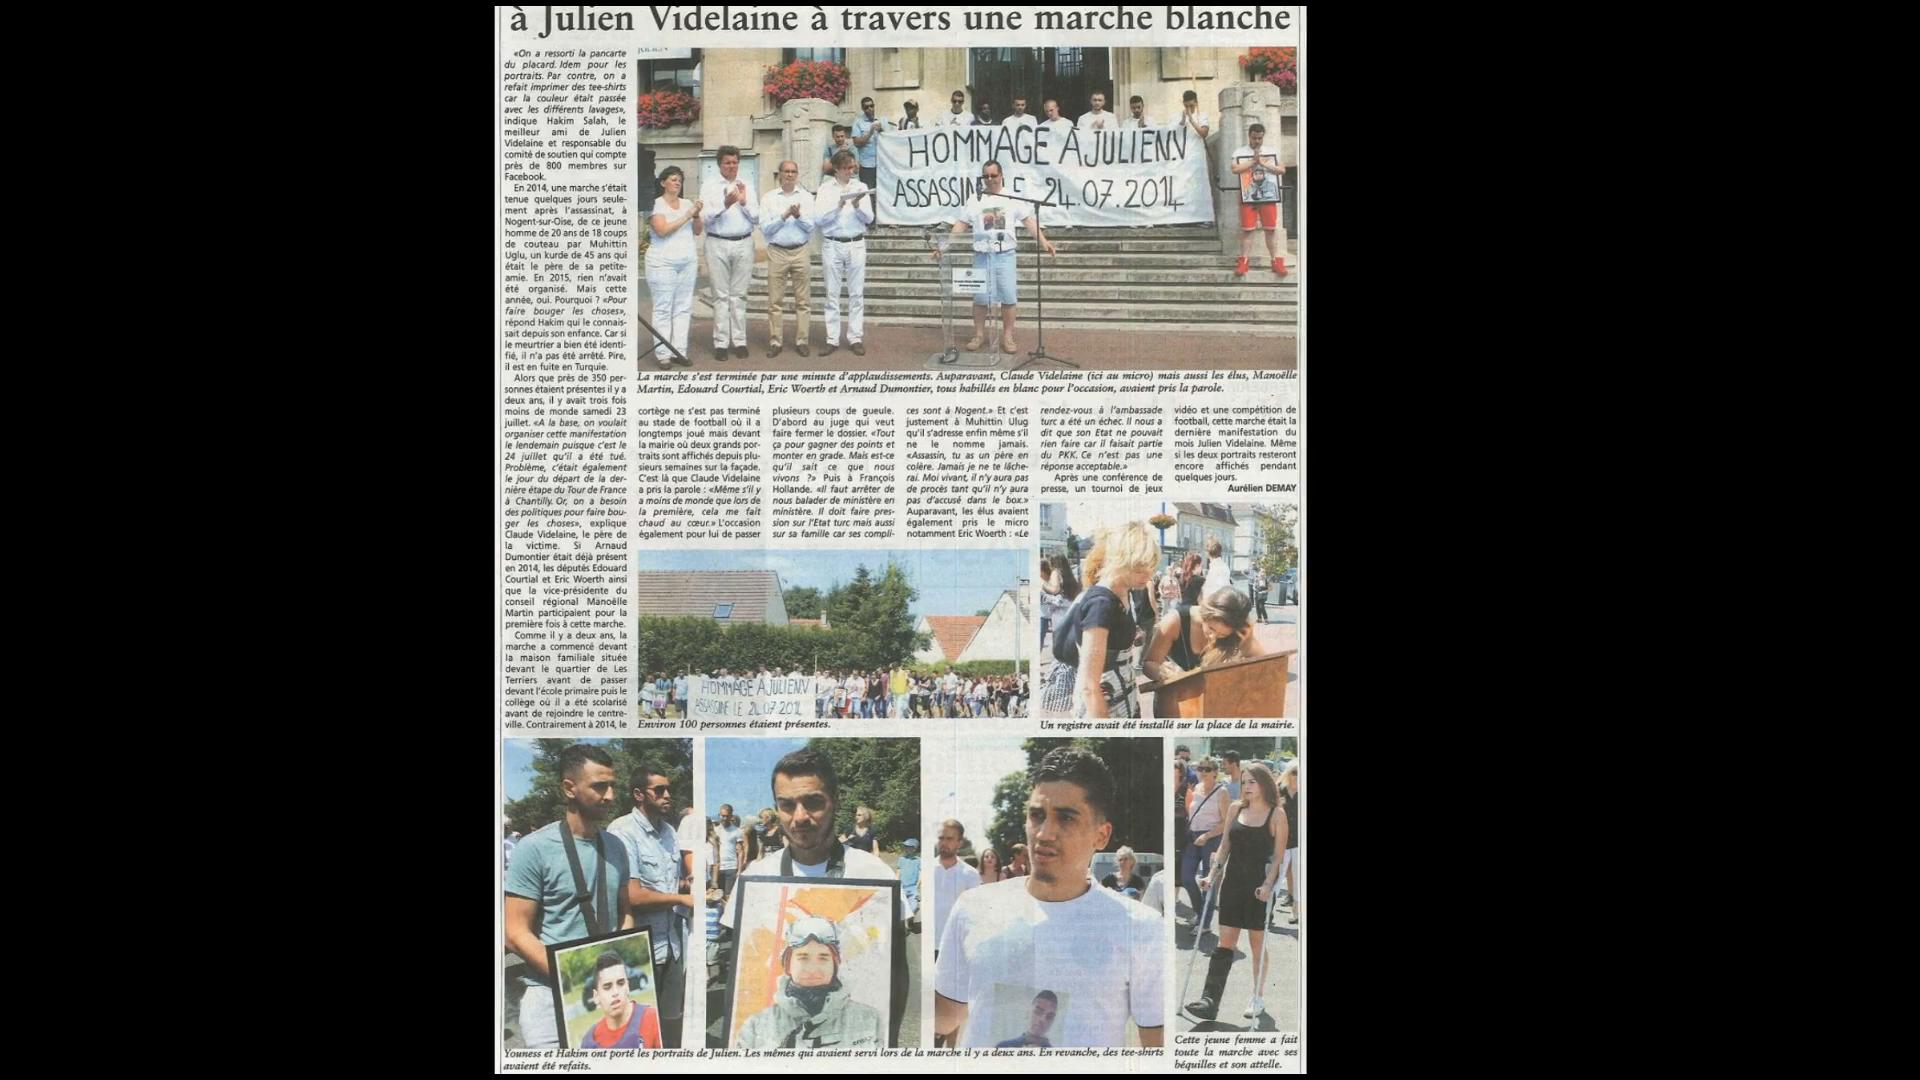 à Julien Videlaine à travers une marche blanche
«On a ressorti la pancarte
du placard. Idem pour les
portraits. Par contre, on a
refait imprimer des tee-shirts
car la couleur était passée
avec les différents lavages»,
indique Hakim Salah, le
meilleur ami de Julien
Videlaine et responsable du
comité de soutien qui compte
près de 800 membres sur
Facebook.
En 2014, une marche s'était
tenue quelques jours seule-
ment après l'assassinat, à
Nogent-sur-Oise, de ce jeune
homme de 20 ans de 18 coups
de couteau par Muhittin
Uglu, un kurde de 45 ans qui
était le père de sa petite-
amie. En 2015, rien n'avait
été organisé. Mais cette
année, oui. Pourquoi ? «Pour
faire bouger les choses»,
répond Hakim qui le connais-
sait depuis son enfance. Car si
le meurtrier a bien été identi-
fié, il n'a pas été arrêté. Pire,
il est en fuite en Turquie.
Alors que près de 350 per-
sonnes étaient présentes il y a
deux ans, il y avait trois fois
moins de monde samedi 23
juillet. «A la base, on voulait
organiser cette manifestation
le lendemain puisque c'est le
24 juillet qu'il a été tué.
Problème, c'était également
le jour du départ de la der-
nière étape du Tour de France
à Chantilly. Or, on a besoin
des politiques pour faire bou-
ger les choses», explique
Claude Videlaine, le père de
la victime. Si Arnaud
Dumontier était déjà présent
en 2014, les députés Edouard
Courtial et Eric Woerth ainsi
que la vice-présidente du
conseil régional Manoëlle
Martin participaient pour la
première fois à cette marche.
Comme il y a deux ans, la
marche a commencé devant
la maison familiale située
devant le quartier de Les
Terriers avant de passer
devant l'école primaire puis le
collège où il a été scolarisé
avant de rejoindre le centre-
ville. Contrairement à 2014, le
HOMMAGE A JULIEN.V
ASSASSINE LE 24.07.2014
La marche s'est terminée par une minute d'applaudissements. Auparavant, Claude Videlaine (ici au micro) mais aussi les élus, Manoëlle
Martin, Edouard Courtial, Eric Woerth et Arnaud Dumontier, tous habillés en blanc pour l'occasion, avaient pris la parole.
cortège ne s'est pas terminé
au stade de football où il a
longtemps joué mais devant
la mairie où deux grands por-
traits sont affichés depuis plu-
sieurs semaines sur la façade.
C'est là que Claude Videlaine
a pris la parole : «Même s'il y
a moins de monde que lors de
la première, cela me fait
chaud au cœur.» L'occasion
également pour lui de passer
plusieurs coups de gueule.
D'abord au juge qui veut
faire fermer le dossier. «Tout
ça pour gagner des points et
monter en grade. Mais est-ce
qu'il sait ce que nous
vivons ?» Puis à François
Hollande. «Il faut arrêter de
nous balader de ministère en
ministère. Il doit faire pres-
sion sur l'Etat turc mais aussi
sur sa famille car ses compli-
ces sont à Nogent.» Et c'est
justement à Muhittin Ulug
qu'il s'adresse enfin même s'il
ne le nomme jamais.
«Assassin, tu as un père en
colère. Jamais je ne te lâche-
rai. Moi vivant, il n'y aura pas
de procès tant qu'il n'y aura
pas d'accusé dans le box.»
Auparavant, les élus avaient
également pris le micro
notamment Eric Woerth : «Le
rendez-vous à l'ambassade
turc a été un échec. Il nous a
dit que son Etat ne pouvait
rien faire car il faisait partie
du PKK. Ce n'est pas une
réponse acceptable.»
Après une conférence de
presse, un tournoi de jeux
vidéo et une compétition de
football, cette marche était la
dernière manifestation du
mois Julien Videlaine. Même
si les deux portraits resteront
encore affichés pendant
quelques jours.
Aurélien DEMAY
HOMMAGE A JULIEN.V
ASSASSINE LE 24.07.2014
Environ 100 personnes étaient présentes.
Un registre avait été installé sur la place de la mairie.
Youness et Hakim ont porté les portraits de Julien. Les mêmes qui avaient servi lors de la marche il y a deux ans. En revanche, des tee-shirts
avaient été refaits.
Cette jeune femme a fait
toute la marche avec ses
béquilles et son attelle.